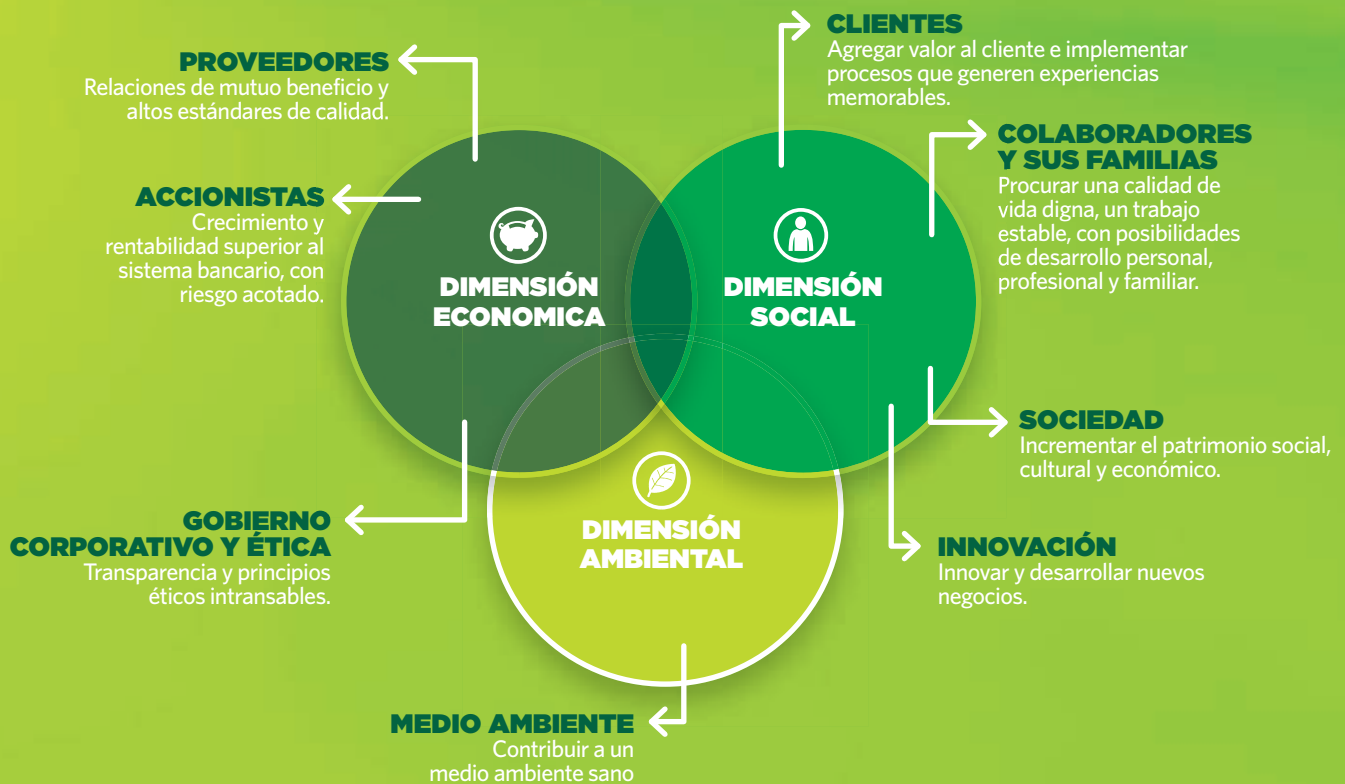 PROVEEDORES
Relaciones de mutuo beneficio y
altos estándares de calidad.
ACCIONISTAS
Crecimiento y
rentabilidad superior al
sistema bancario, con
riesgo acotado.
GOBIERNO
CORPORATIVO Y ÉTICA
Transparencia y principios
éticos intransables.
DIMENSIÓN
ECONOMICA
DIMENSIÓN
SOCIAL
DIMENSIÓN
AMBIENTAL
CLIENTES
Agregar valor al cliente e implementar
procesos que generen experiencias
memorables.
COLABORADORES
Y SUS FAMILIAS
Procurar una calidad de
vida digna, un trabajo
estable, con posibilidades
de desarrollo personal,
profesional y familiar.
SOCIEDAD
Incrementar el patrimonio social,
cultural y económico.
INNOVACIÓN
Innovar y desarrollar nuevos
negocios.
MEDIO AMBIENTE
Contribuir a un
medio ambiente sano